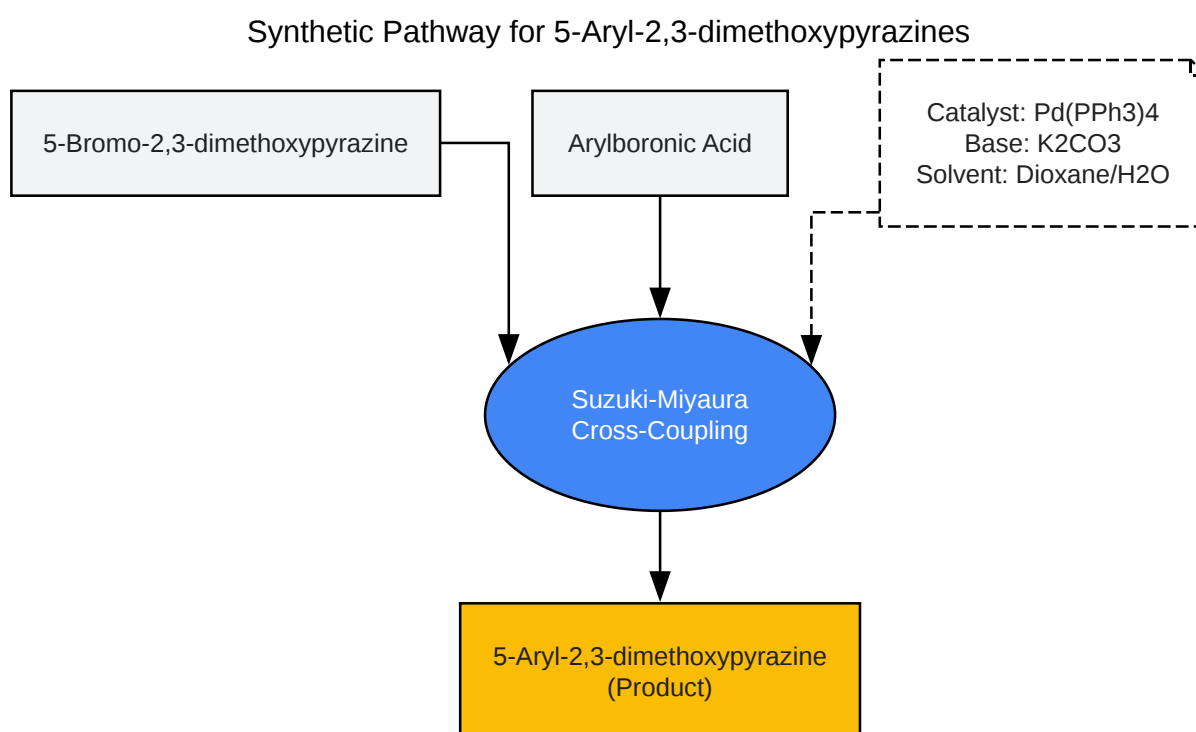 Synthetic Pathway for 5-Aryl-2,3-dimethoxypyrazines
5-Bromo-2,3-dimethoxypyrazine
Arylboronic Acid
Catalyst: Pd(PPh3)4
Base: K2CO3
Solvent: Dioxane/H2O
Suzuki-Miyaura
Cross-Coupling
5-Aryl-2,3-dimethoxypyrazine
(Product)